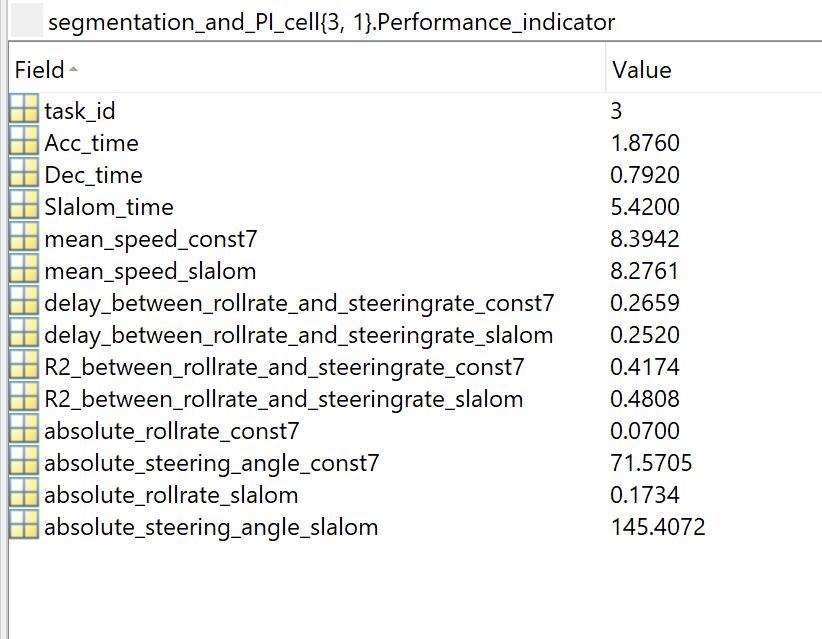 segmentation_and_PI_cell{3, 1}.Performance_indicator
Field Value
task_id 3
Acc_time 1.8760
Dec_time 0.7920
Slalom_time 5.4200
mean_speed_const7 8.3942
mean_speed_slalom 8.2761
delay_between_rollrate_and_steeringrate_const7 0.2659
delay_between_rollrate_and_steeringrate_slalom 0.2520
R2_between_rollrate_and_steeringrate_const7 0.4174
R2_between_rollrate_and_steeringrate_slalom 0.4808
absolute_rollrate_const7 0.0700
absolute_steering_angle_const7 71.5705
absolute_rollrate_slalom 0.1734
absolute_steering_angle_slalom 145.4072